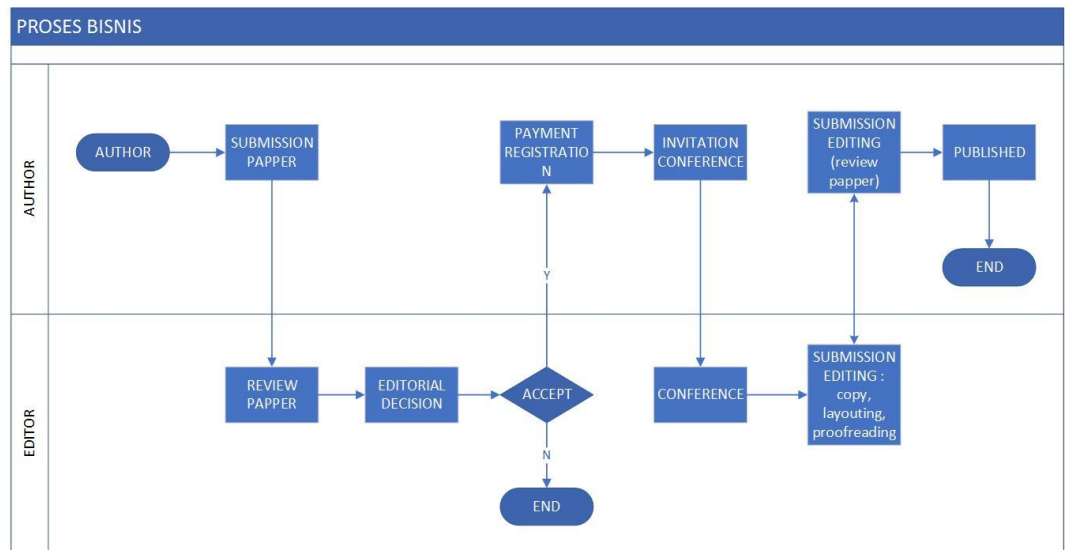 PROSES BISNIS
AUTHOR
AUTHOR
SUBMISSION
PAPPER
PAYMENT
REGISTRATIO
N
INVITATION
CONFERENCE
SUBMISSION
EDITING
(review
papper)
PUBLISHED
END
Y
EDITOR
REVIEW
PAPPER
EDITORIAL
DECISION
ACCEPT
CONFERENCE
SUBMISSION
EDITING :
copy,
layouting,
proofreading
N
END